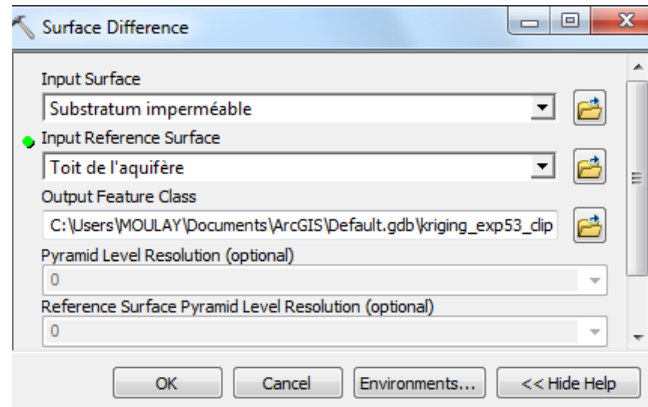 Surface Difference
Input Surface
Substratum imperméable
Input Reference Surface
Toit de l'aquifère
Output Feature Class
C:\Users\MOULAY\Documents\ArcGIS\Default.gdb\kriging_exp53_clip
Pyramid Level Resolution (optional)
0
Reference Surface Pyramid Level Resolution (optional)
0
OK Cancel Environments... << Hide Help